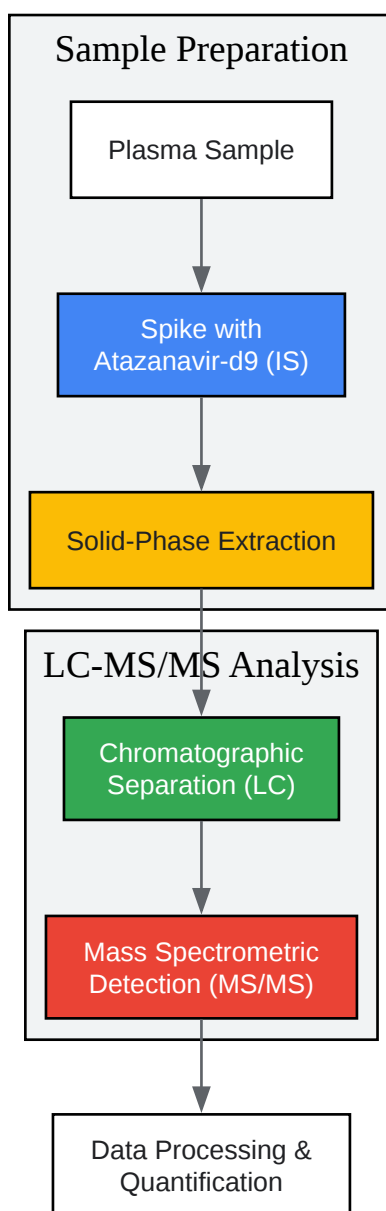 Sample Preparation
Plasma Sample
Spike with
Atazanavir-d9 (IS)
Solid-Phase Extraction
LC-MS/MS Analysis
Chromatographic
Separation (LC)
Mass Spectrometric
Detection (MS/MS)
Data Processing &
Quantification